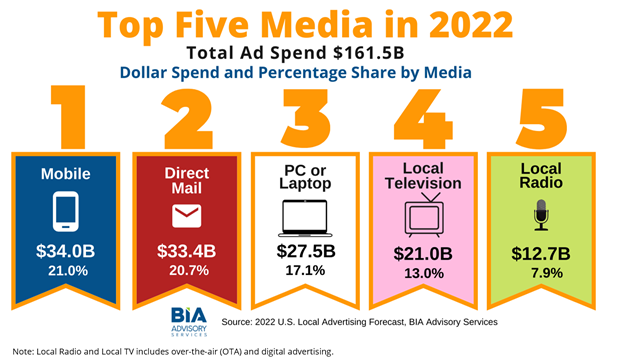 Top Five Media in 2022
Total Ad Spend $161.5B
Dollar Spend and Percentage Share by Media
1
2
3
4
5
Mobile
$34.0B
21.0%
Direct
Mail
$33.4B
20.7%
PC or
Laptop
$27.5B
17.1%
Local
Television
$21.0B
13.0%
Local
Radio
$12.7B
7.9%
BiA
ADVISORY
SERVICES
Source: 2022 U.S. Local Advertising Forecast, BIA Advisory Services
Note: Local Radio and Local TV includes over-the-air (OTA) and digital advertising.